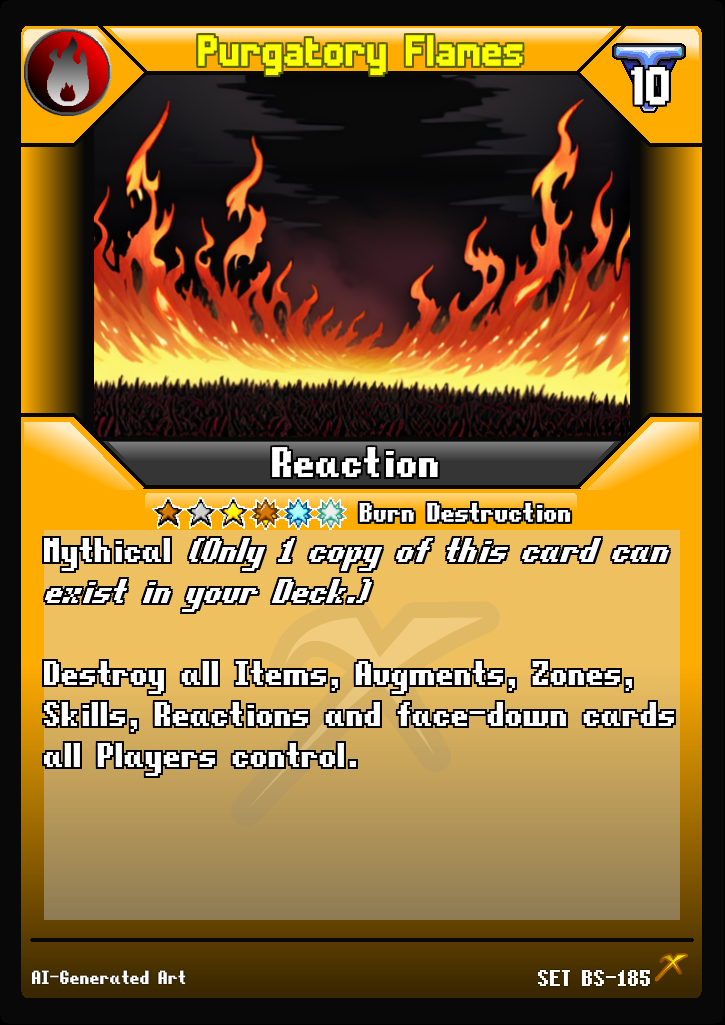 Purgatory Flames
10
Reaction
Burn Destruction
Mythical (Only 1 copy of this card can
exist in your Deck.)
Destroy all Items, Augments, Zones,
Skills, Reactions and face-down cards
all Players control.
AI-Generated Art
SET BS-185